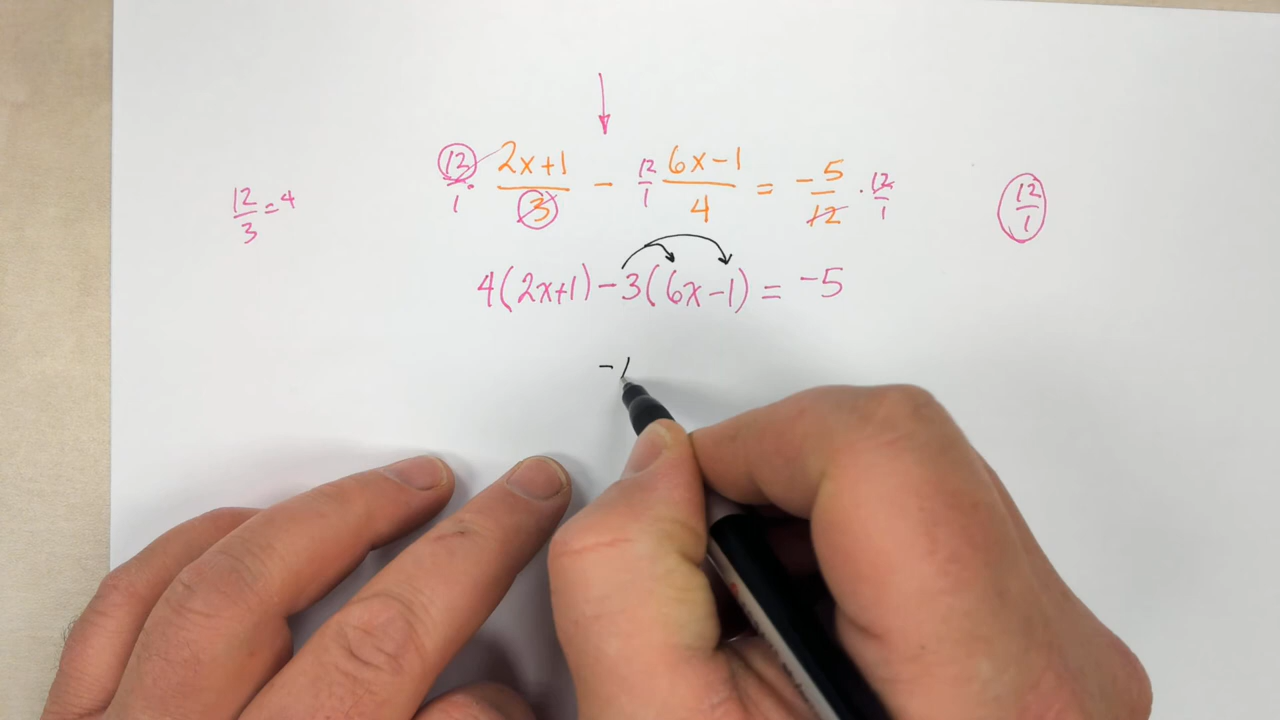 12/1 · 2x+1/3 − 12/1 6x−1/4 = −5/12 · 12/1
12/3 = 4
12/1
4(2x+1) − 3(6x−1) = −5
−